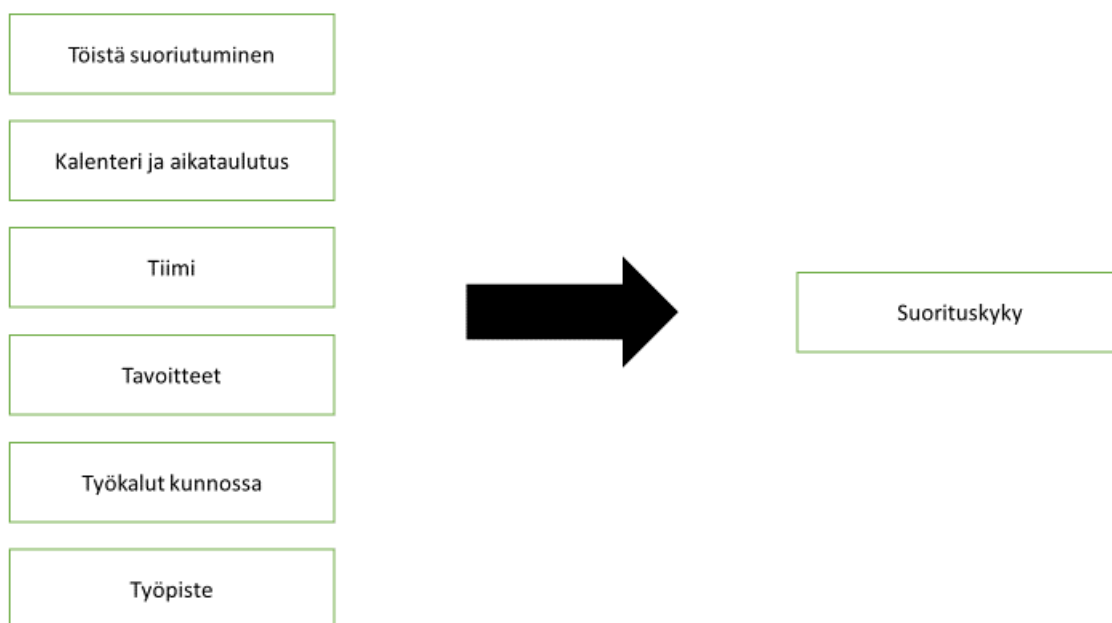 Töistä suoriutuminen
Kalenteri ja aikataulutus
Tiimi
Tavoitteet
Työkalut kunnossa
Työpiste
Suorituskyky